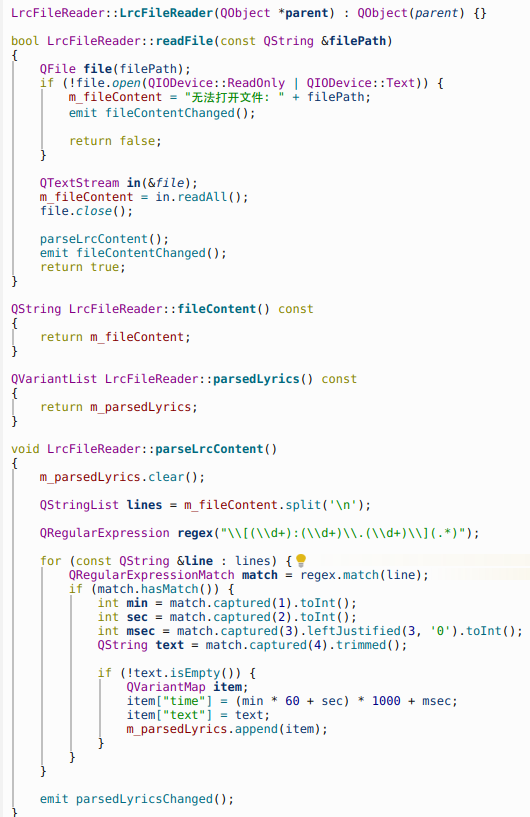 LrcFileReader::LrcFileReader(QObject *parent) : QObject(parent) {}
bool LrcFileReader::readFile(const QString &filePath)
{
QFile file(filePath);
if (!file.open(QIODevice::ReadOnly | QIODevice::Text)) {
m_fileContent = "无法打开文件: " + filePath;
emit fileContentChanged();
return false;
}
QTextStream in(&file);
m_fileContent = in.readAll();
file.close();
parseLrcContent();
emit fileContentChanged();
return true;
}
QString LrcFileReader::fileContent() const
{
return m_fileContent;
}
QVariantList LrcFileReader::parsedLyrics() const
{
return m_parsedLyrics;
}
void LrcFileReader::parseLrcContent()
{
m_parsedLyrics.clear();
QStringList lines = m_fileContent.split('\n');
QRegularExpression regex("\\[(\\d+):(\\d+)\\.(\\d+)\\](.*)");
for (const QString &line : lines) {
QRegularExpressionMatch match = regex.match(line);
if (match.hasMatch()) {
int min = match.captured(1).toInt();
int sec = match.captured(2).toInt();
int msec = match.captured(3).leftJustified(3, '0').toInt();
QString text = match.captured(4).trimmed();
if (!text.isEmpty()) {
QVariantMap item;
item["time"] = (min * 60 + sec) * 1000 + msec;
item["text"] = text;
m_parsedLyrics.append(item);
}
}
}
emit parsedLyricsChanged();
}